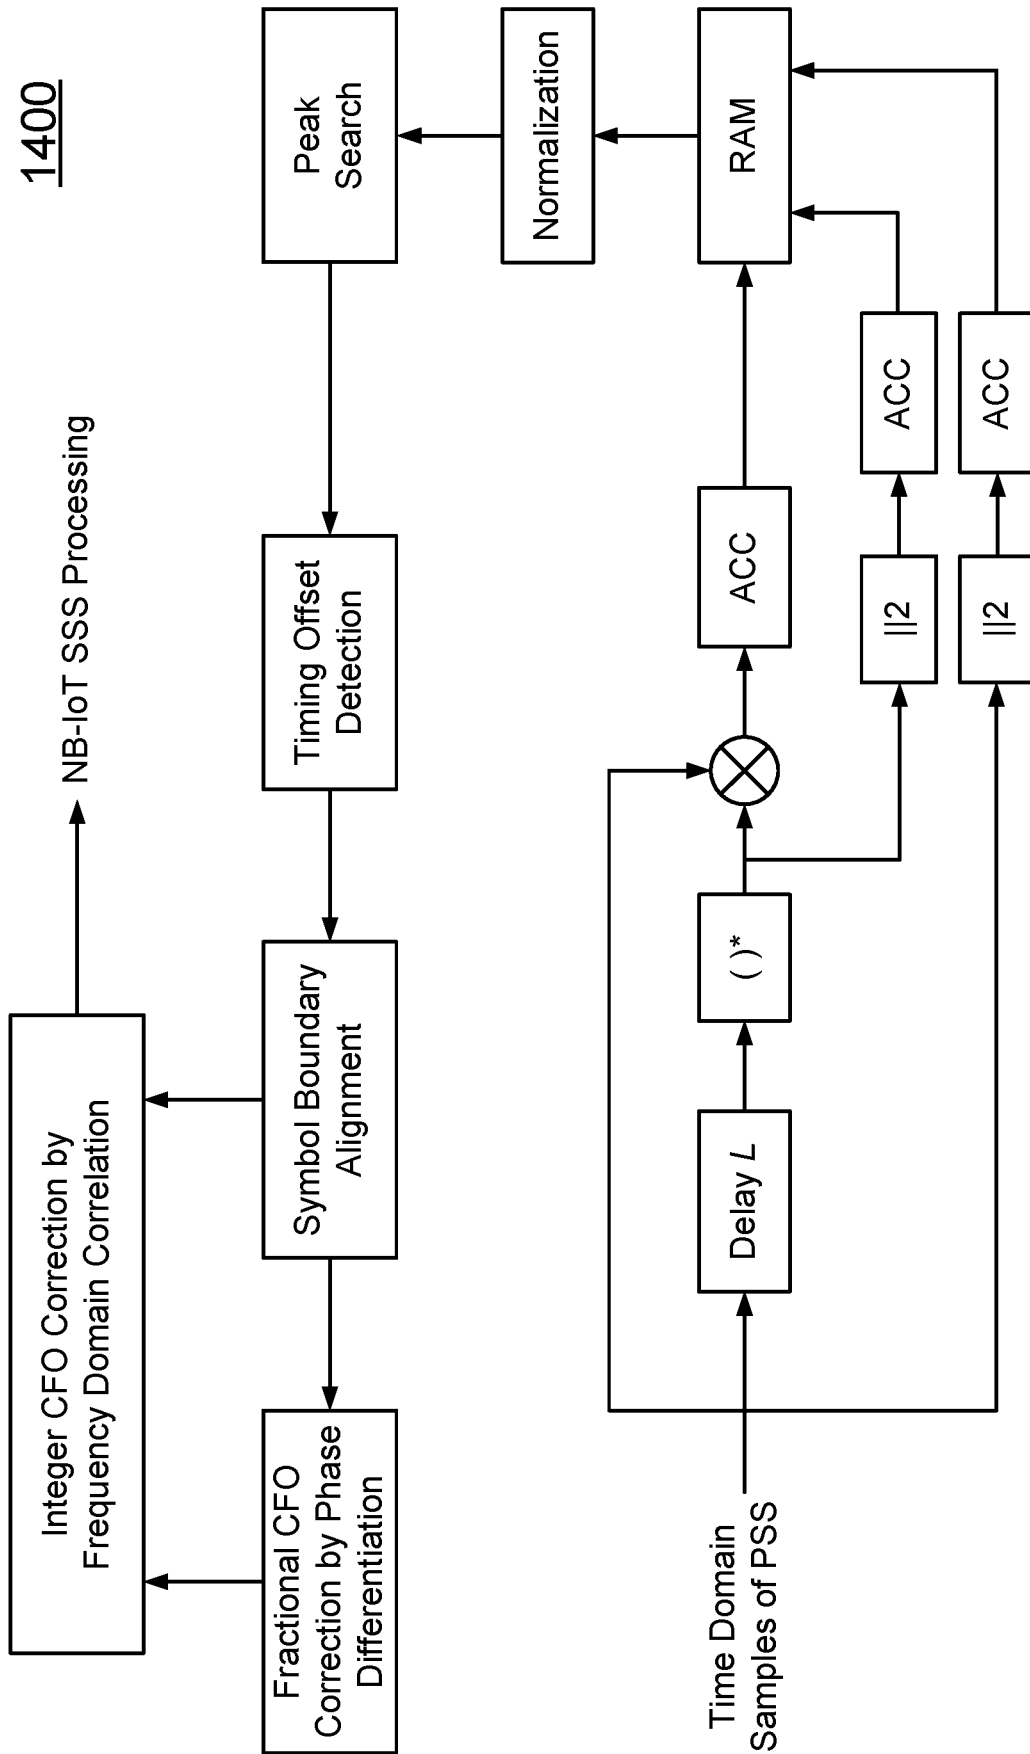 1400
Integer CFO Correction by
Frequency Domain Correlation
NB-IoT SSS Processing
Fractional CFO
Correction by Phase
Differentiation
Symbol Boundary
Alignment
Timing Offset
Detection
Peak
Search
Normalization
Time Domain
Samples of PSS
Delay L
( )*
ACC
RAM
||2
ACC
||2
ACC